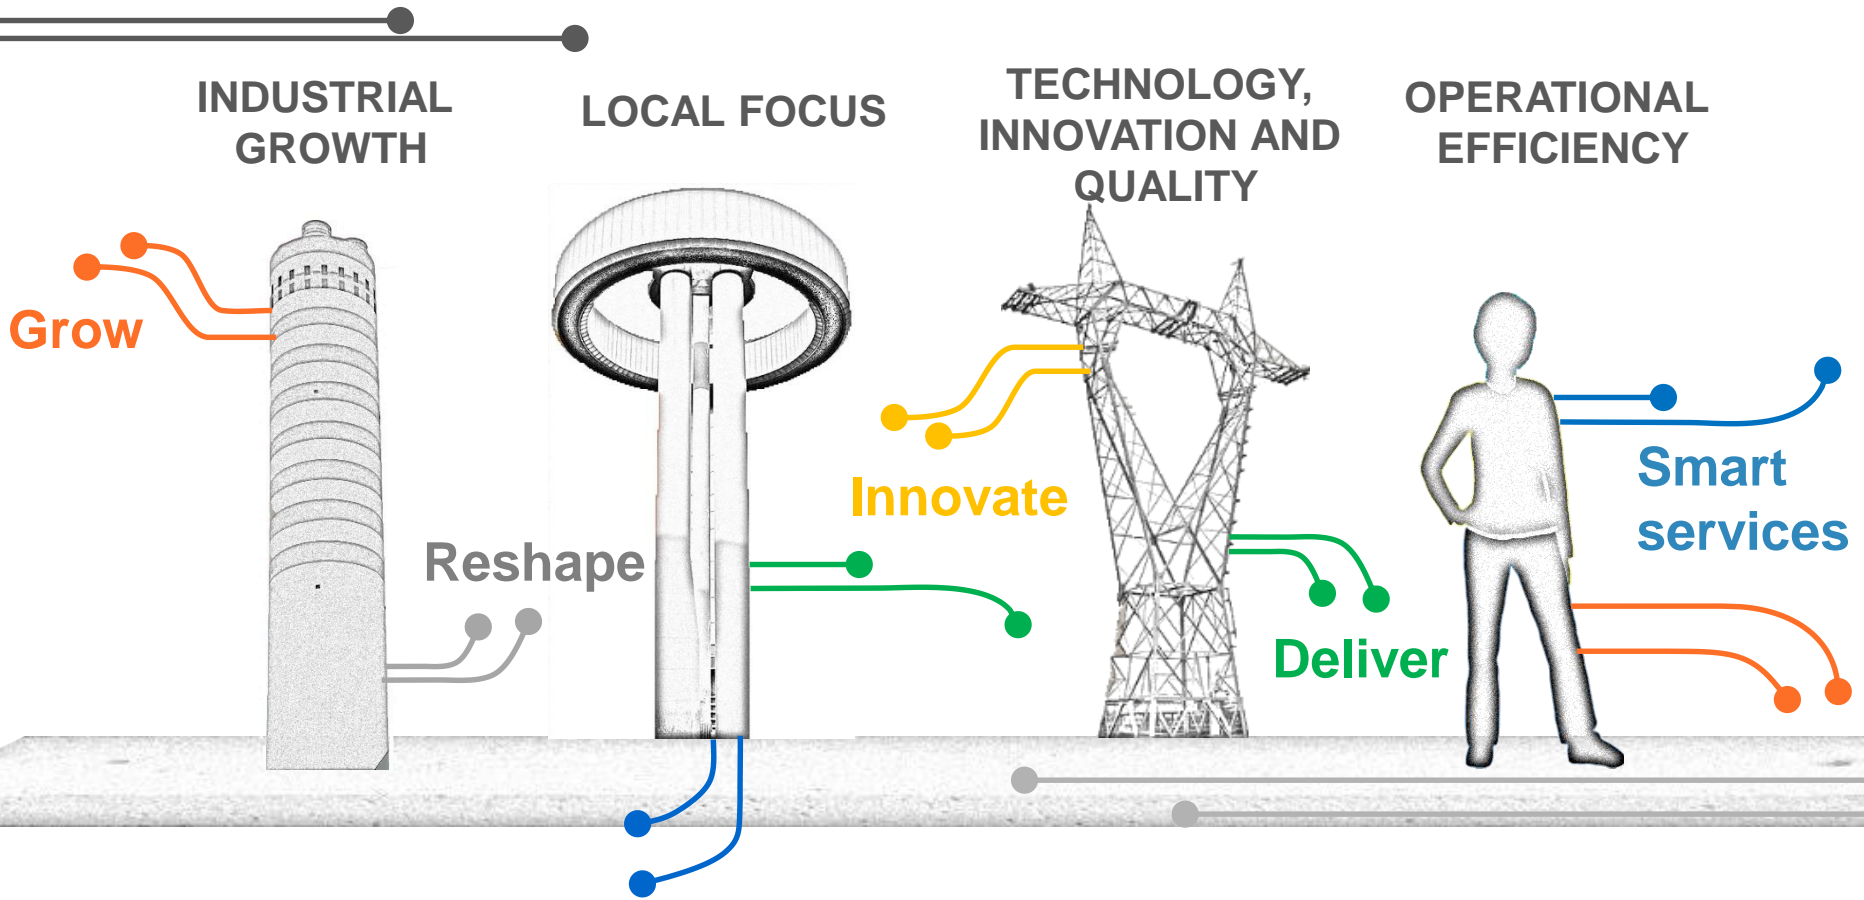 INDUSTRIAL
GROWTH
LOCAL FOCUS
TECHNOLOGY,
INNOVATION AND
QUALITY
OPERATIONAL
EFFICIENCY
Grow
Reshape
Innovate
Deliver
Smart
services